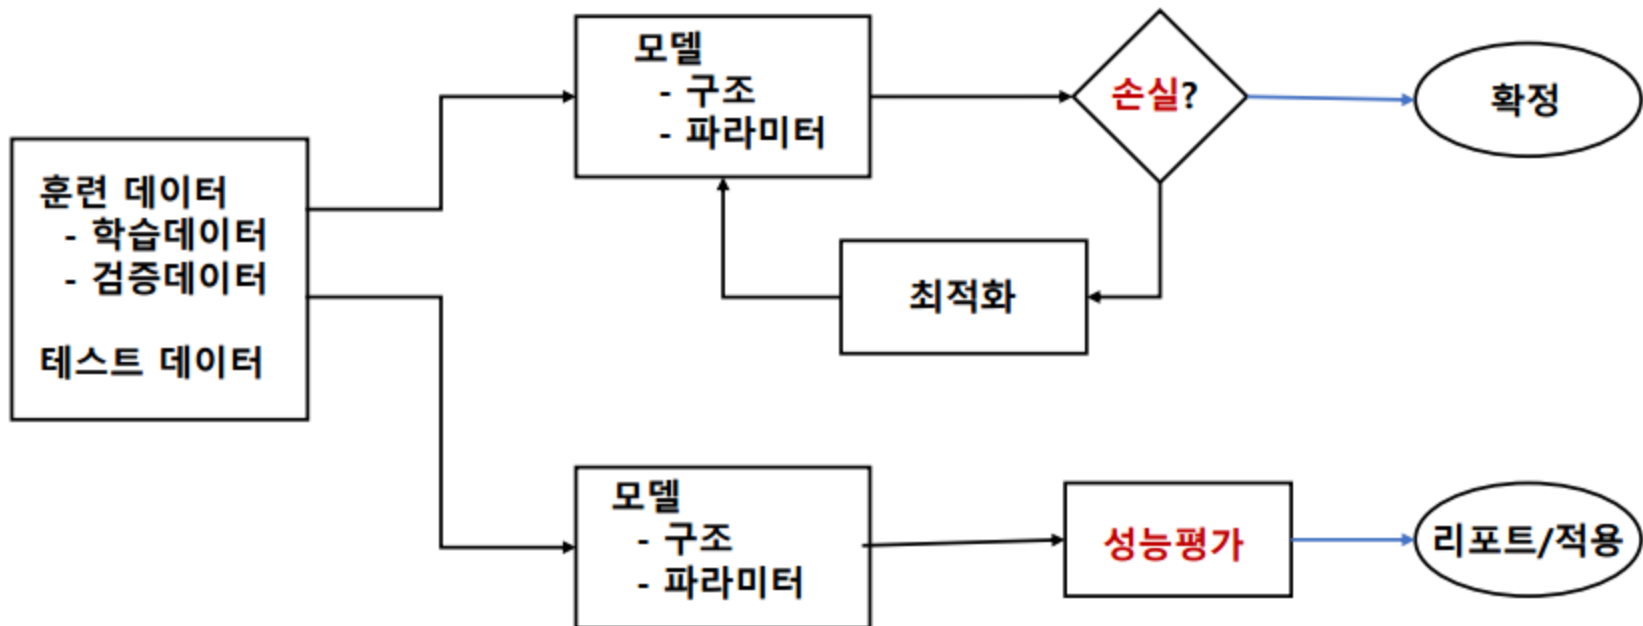 훈련 데이터
- 학습데이터
- 검증데이터
테스트 데이터
모델
- 구조
- 파라미터
손실?
확정
최적화
모델
- 구조
- 파라미터
성능평가
리포트/적용